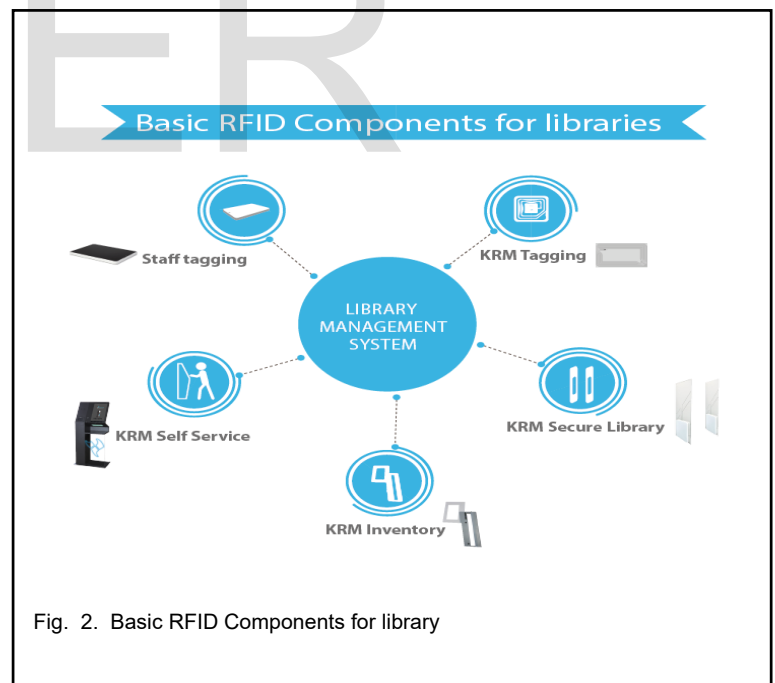 ER
Basic RFID Components for libraries
Staff tagging
KRM Tagging
LIBRARY
MANAGEMENT
SYSTEM
KRM Self Service
KRM Secure Library
KRM Inventory
Fig. 2. Basic RFID Components for library